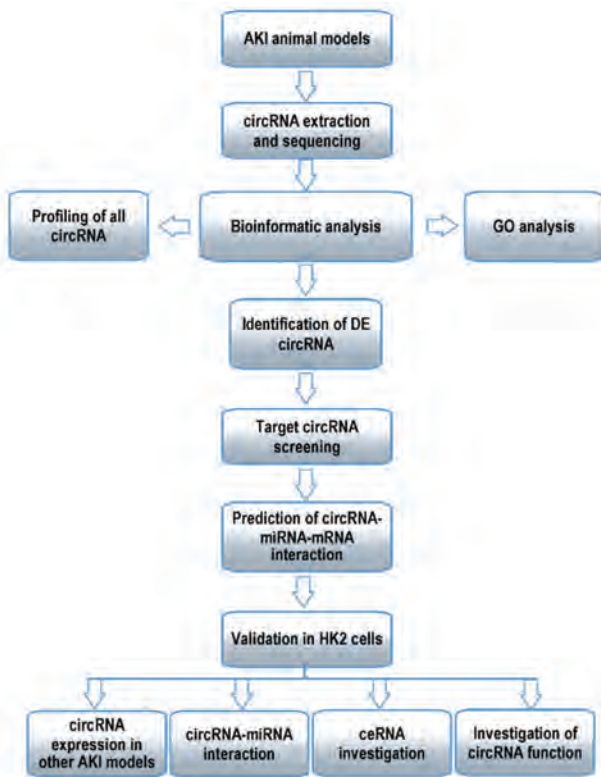 AKI animal models
circRNA extraction
and sequencing
Profiling of all
circRNA
Bioinformatic analysis
GO analysis
Identification of DE
circRNA
Target circRNA
screening
Prediction of circRNA-
miRNA-mRNA
interaction
Validation in HK2 cells
circRNA
expression in
other AKI models
circRNA-miRNA
interaction
ceRNA
investigation
Investigation of
circRNA function